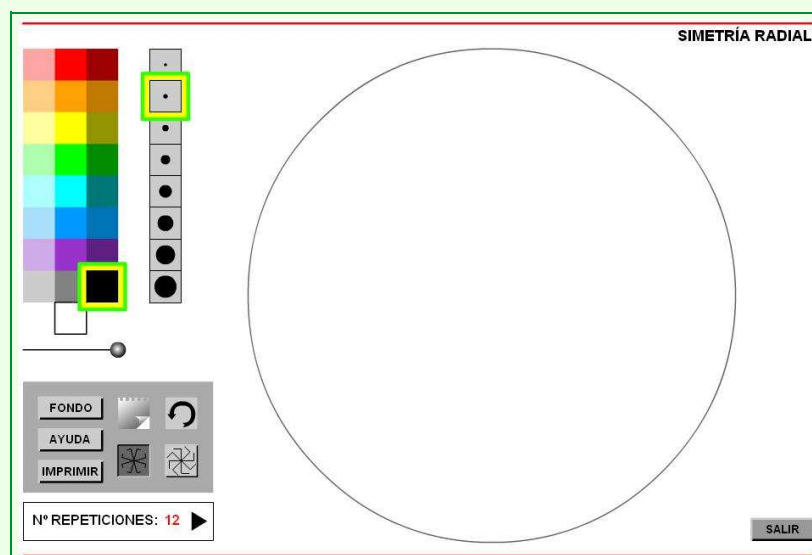 SIMETRÍA RADIAL
FONDO
AYUDA
IMPRIMIR
Nº REPETICIONES: 12
SALIR